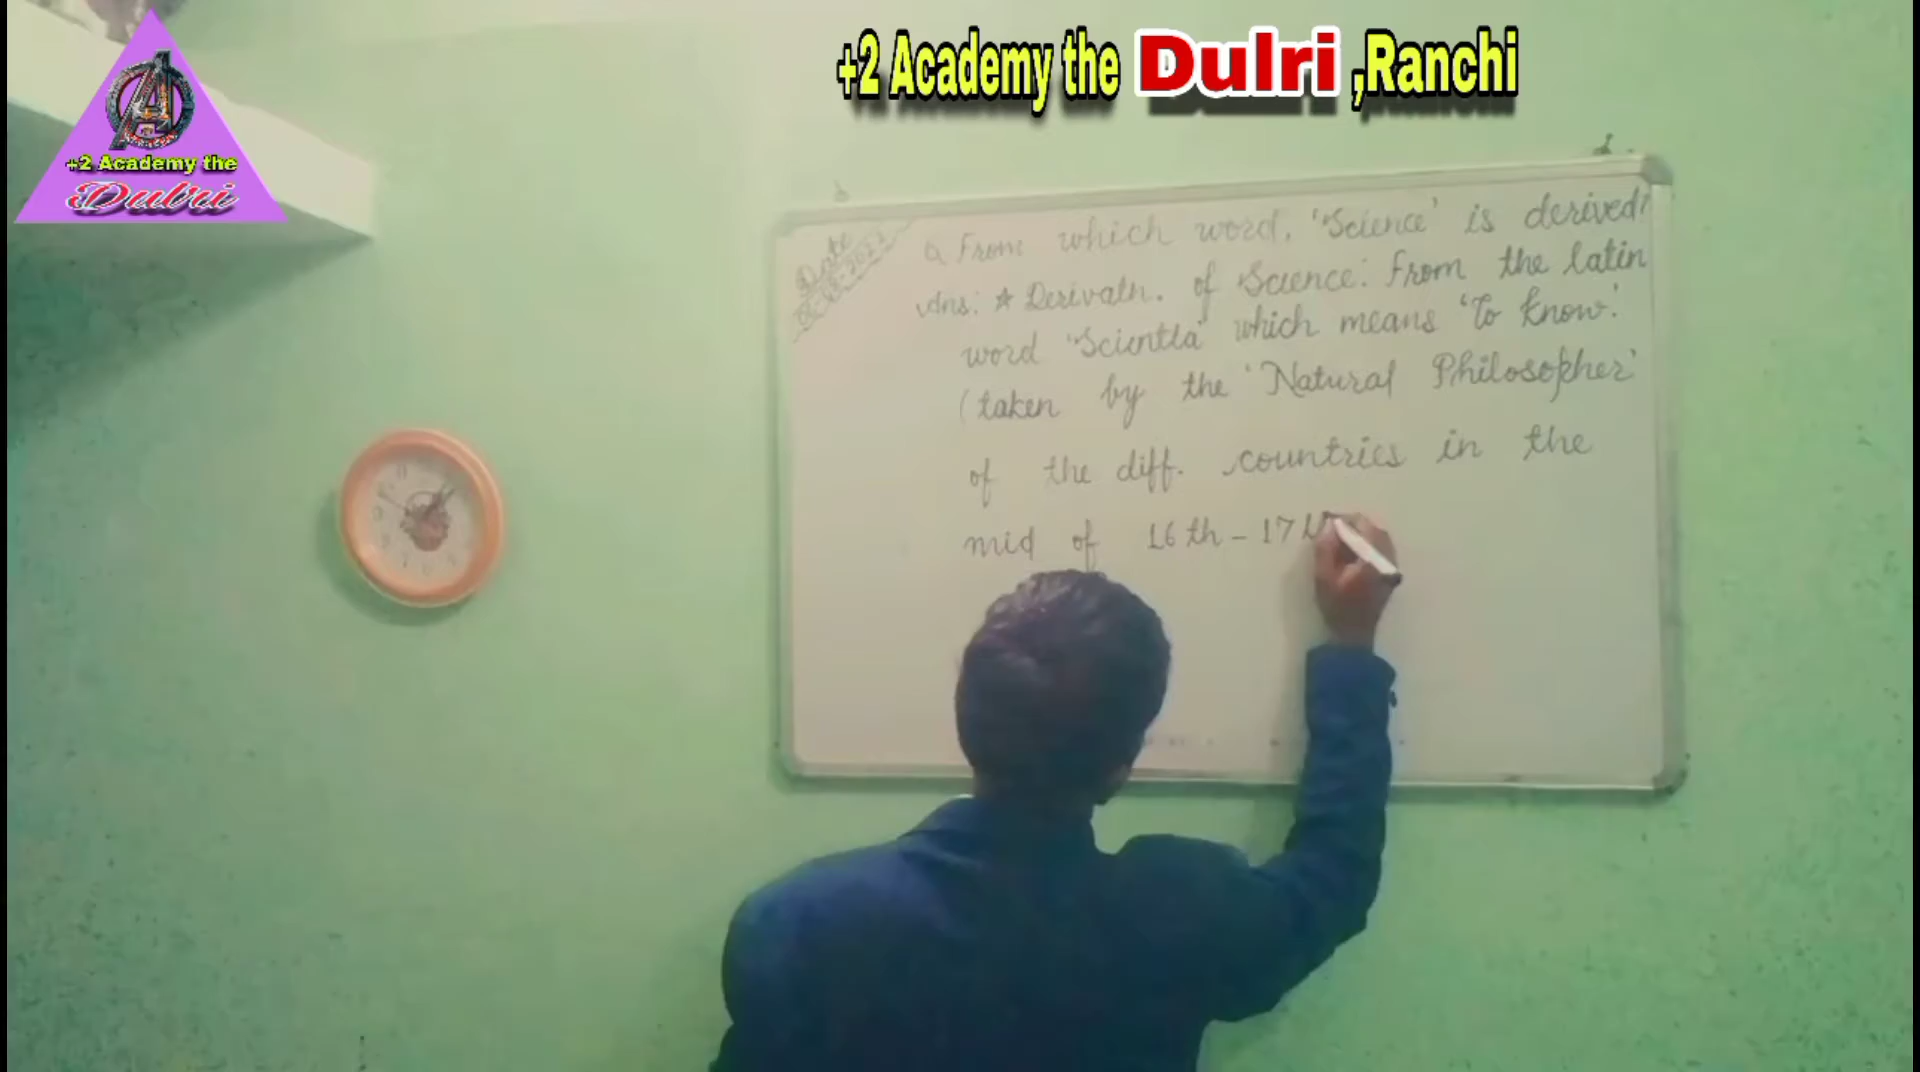 +2 Academy the Dulri ,Ranchi
+2 Academy the
Dulri
Date
Q From which word, 'Science' is derived?
Ans: ★ Derivatn. of Science: From the latin
word 'Scientia' which means 'To know'.
(taken by the 'Natural Philosopher'
of the diff. countries in the
mid of 16th - 17